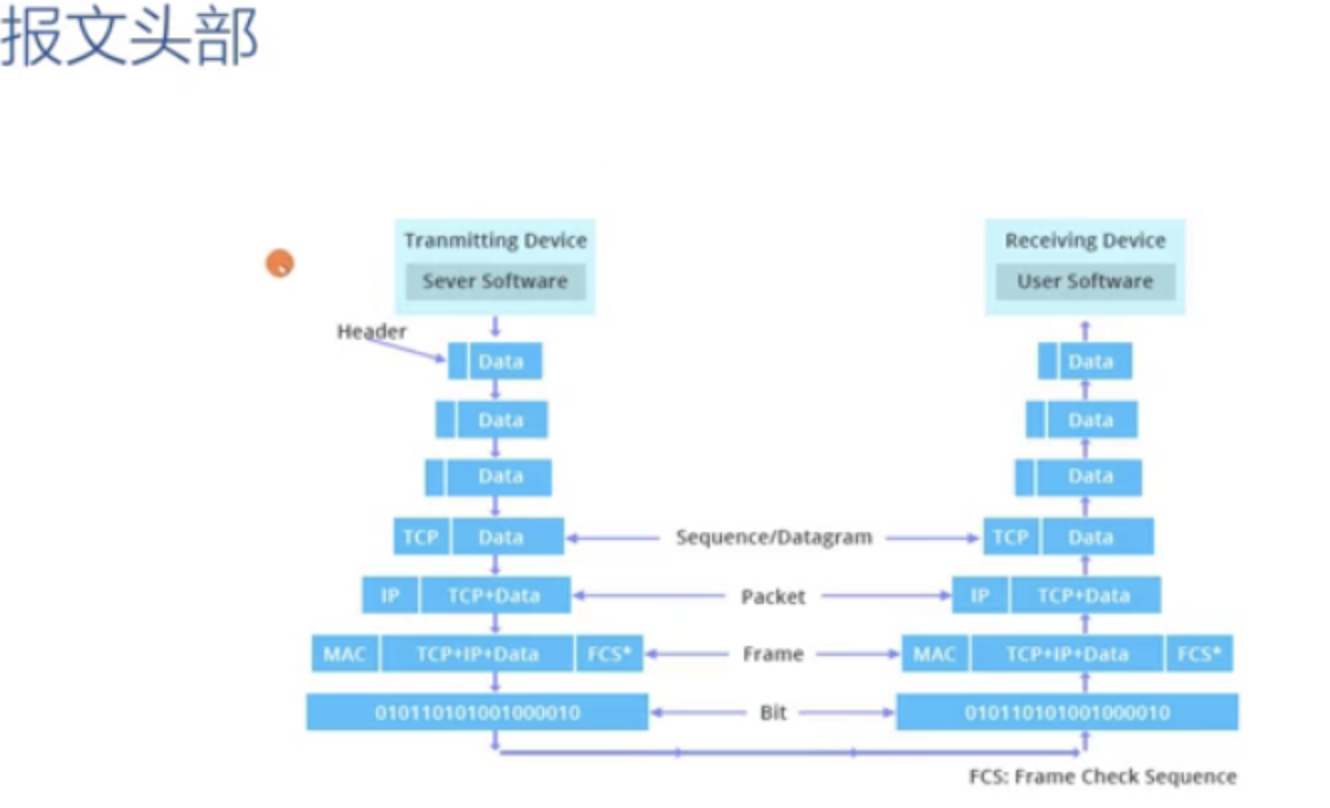 报文头部
Tranmitting Device
Receiving Device
Sever Software
User Software
Header
Data
Data
Data
Data
Data
Data
TCP
Data
Sequence/Datagram
TCP
Data
IP
TCP+Data
Packet
IP
TCP+Data
MAC
TCP+IP+Data
FCS*
Frame
MAC
TCP+IP+Data
FCS*
010110101001000010
Bit
010110101001000010
FCS: Frame Check Sequence